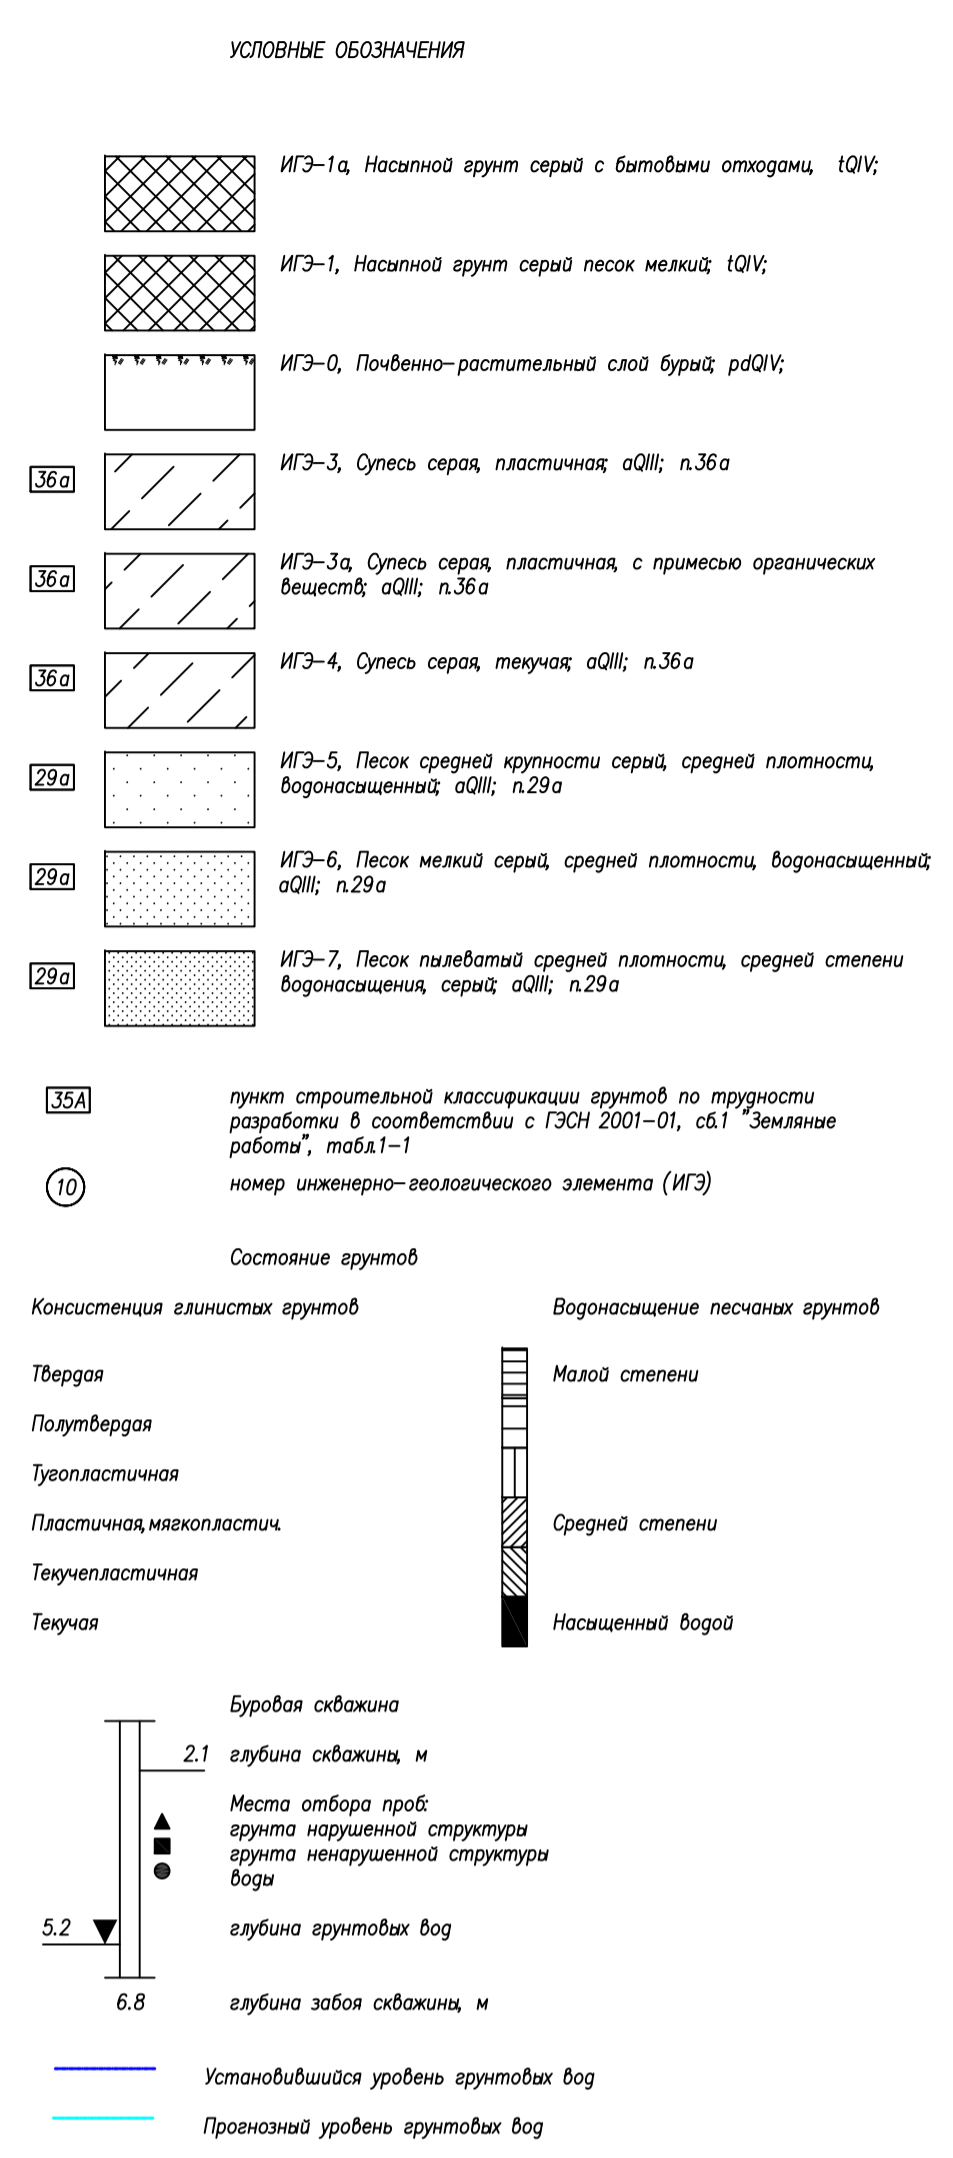 УСЛОВНЫЕ ОБОЗНАЧЕНИЯ
ИГЭ-1а, Насыпной грунт серый с бытовыми отходами, tQIV;
ИГЭ-1, Насыпной грунт серый песок мелкий; tQIV;
ИГЭ-0, Почвенно-растительный слой бурый; pdQIV;
36а ИГЭ-3, Супесь серая, пластичная; aQIII; п.36а
36а ИГЭ-3а, Супесь серая, пластичная, с примесью органических
веществ; aQIII; п.36а
36а ИГЭ-4, Супесь серая, текучая; aQIII; п.36а
29а ИГЭ-5, Песок средней крупности серый, средней плотности,
водонасыщенный; aQIII; п.29а
29а ИГЭ-6, Песок мелкий серый, средней плотности, водонасыщенный;
aQIII; п.29а
29а ИГЭ-7, Песок пылеватый средней плотности, средней степени
водонасыщения, серый; aQIII; п.29а
35А пункт строительной классификации грунтов по трудности
разработки в соответствии с ГЭСН 2001-01, сб.1 "Земляные
работы", табл.1-1
10 номер инженерно-геологического элемента (ИГЭ)
Состояние грунтов
Консистенция глинистых грунтов Водонасыщение песчаных грунтов
Твердая Малой степени
Полутвердая
Тугопластичная
Пластичная, мягкопластич. Средней степени
Текучепластичная
Текучая Насыщенный водой
Буровая скважина
2.1 глубина скважины, м
Места отбора проб:
грунта нарушенной структуры
грунта ненарушенной структуры
воды
5.2 глубина грунтовых вод
6.8 глубина забоя скважины, м
Установившийся уровень грунтовых вод
Прогнозный уровень грунтовых вод